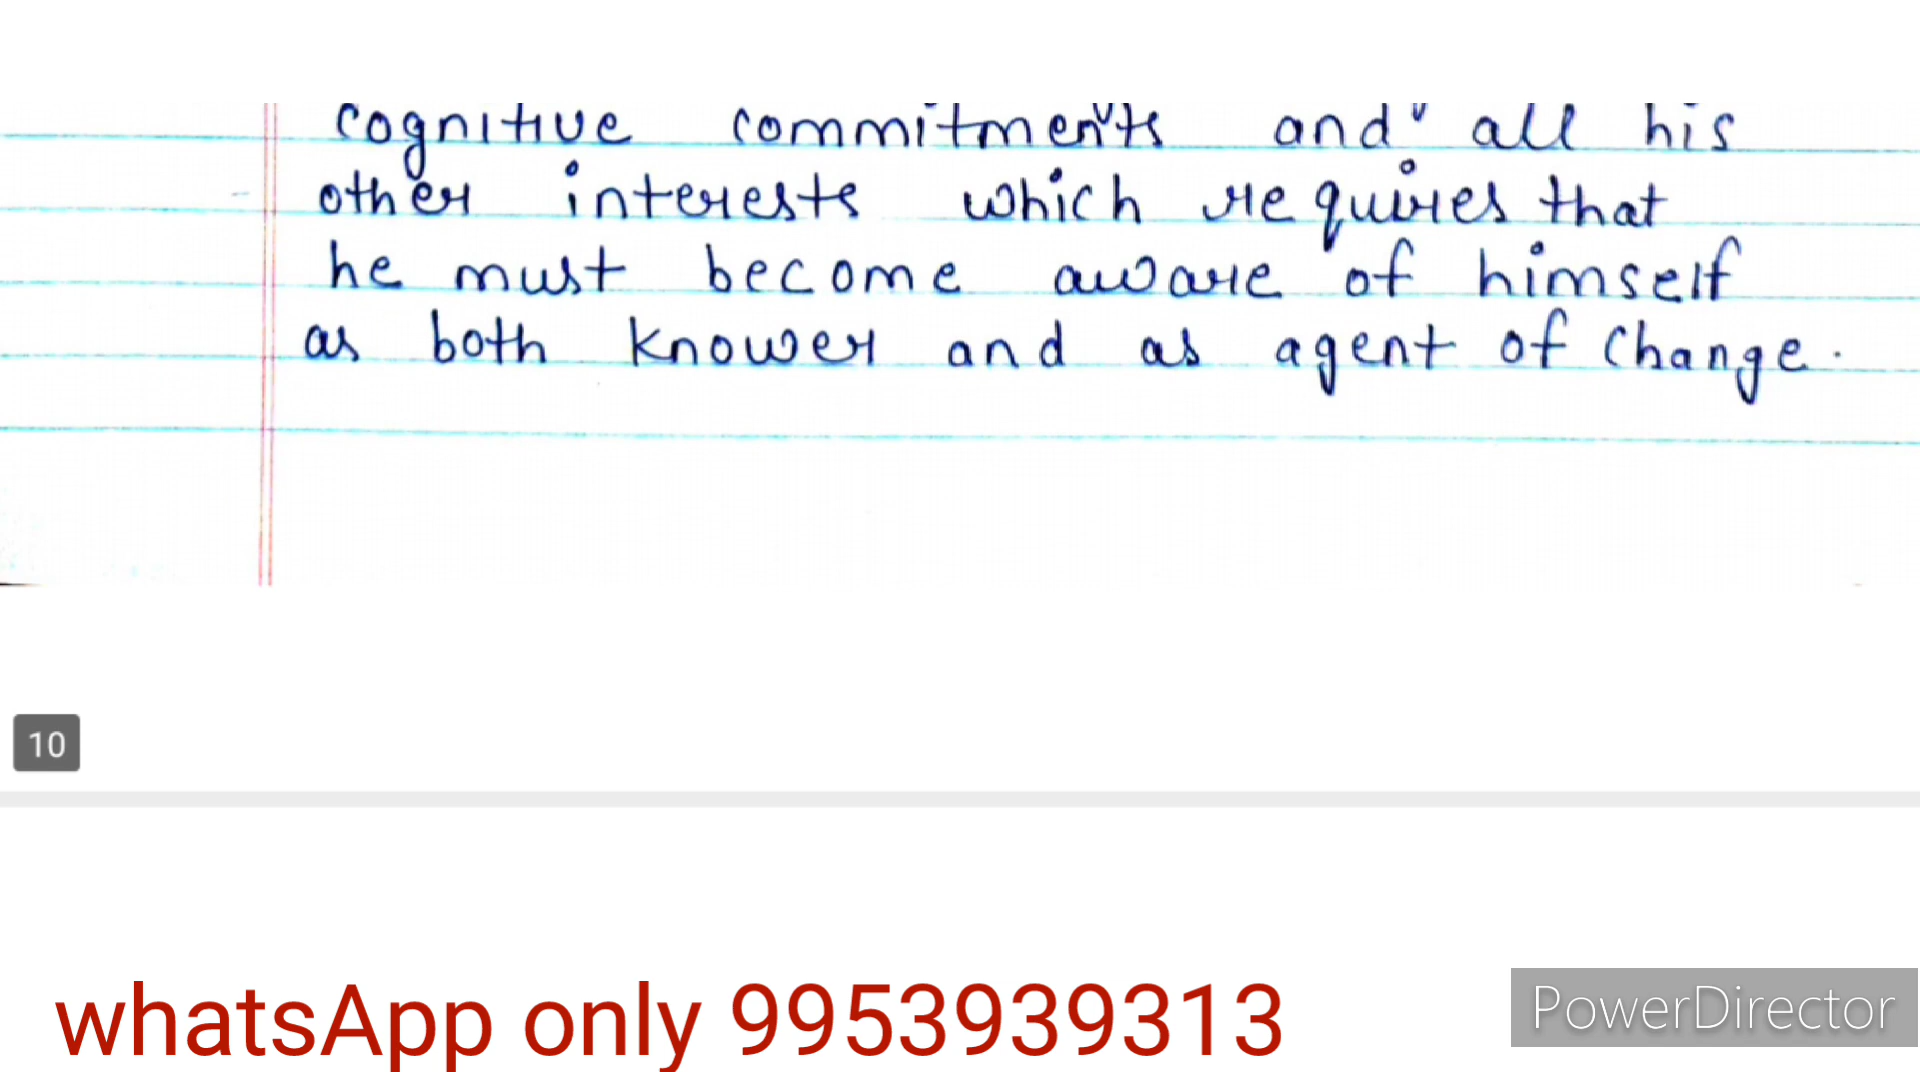 cognitive commitments and all his
other interests which requires that
he must become aware of himself
as both knower and as agent of change.
10
whatsApp only 9953939313
PowerDirector